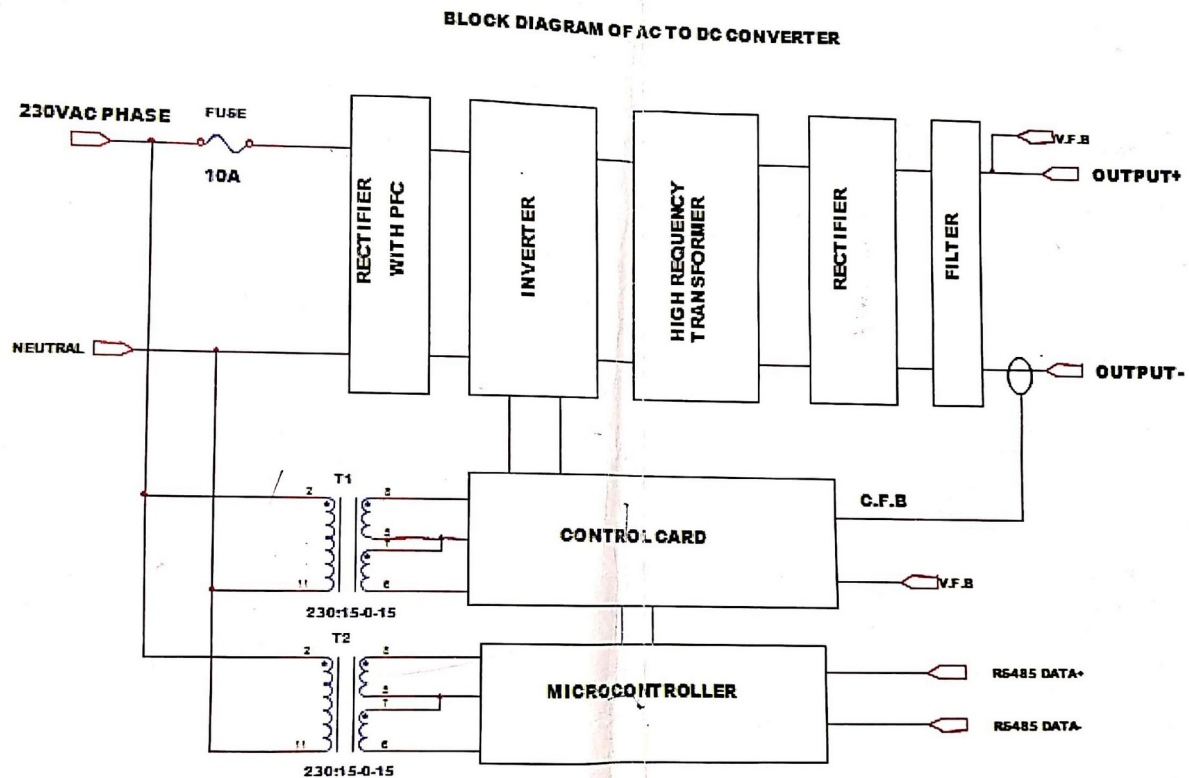 BLOCK DIAGRAM OF AC TO DC CONVERTER
230VAC PHASE
FUSE
10A
RECTIFIER
WITH PFC
INVERTER
HIGH REQUENCY
TRANSFORMER
RECTIFIER
FILTER
V.F.B
OUTPUT+
NEUTRAL
OUTPUT-
T1
2
11
7
6
230:15-0-15
CONTROL CARD
C.F.B
V.F.B
T2
2
11
7
6
230:15-0-15
MICROCONTROLLER
RS485 DATA+
RS485 DATA-